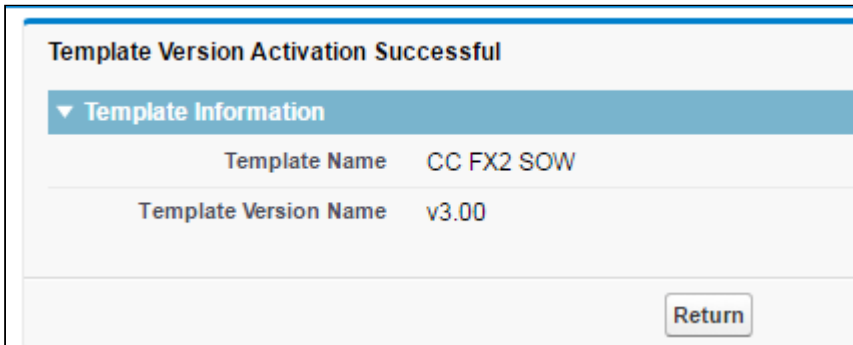 Template Version Activation Successful
Template Information
Template Name CC FX2 SOW
Template Version Name v3.00
Return